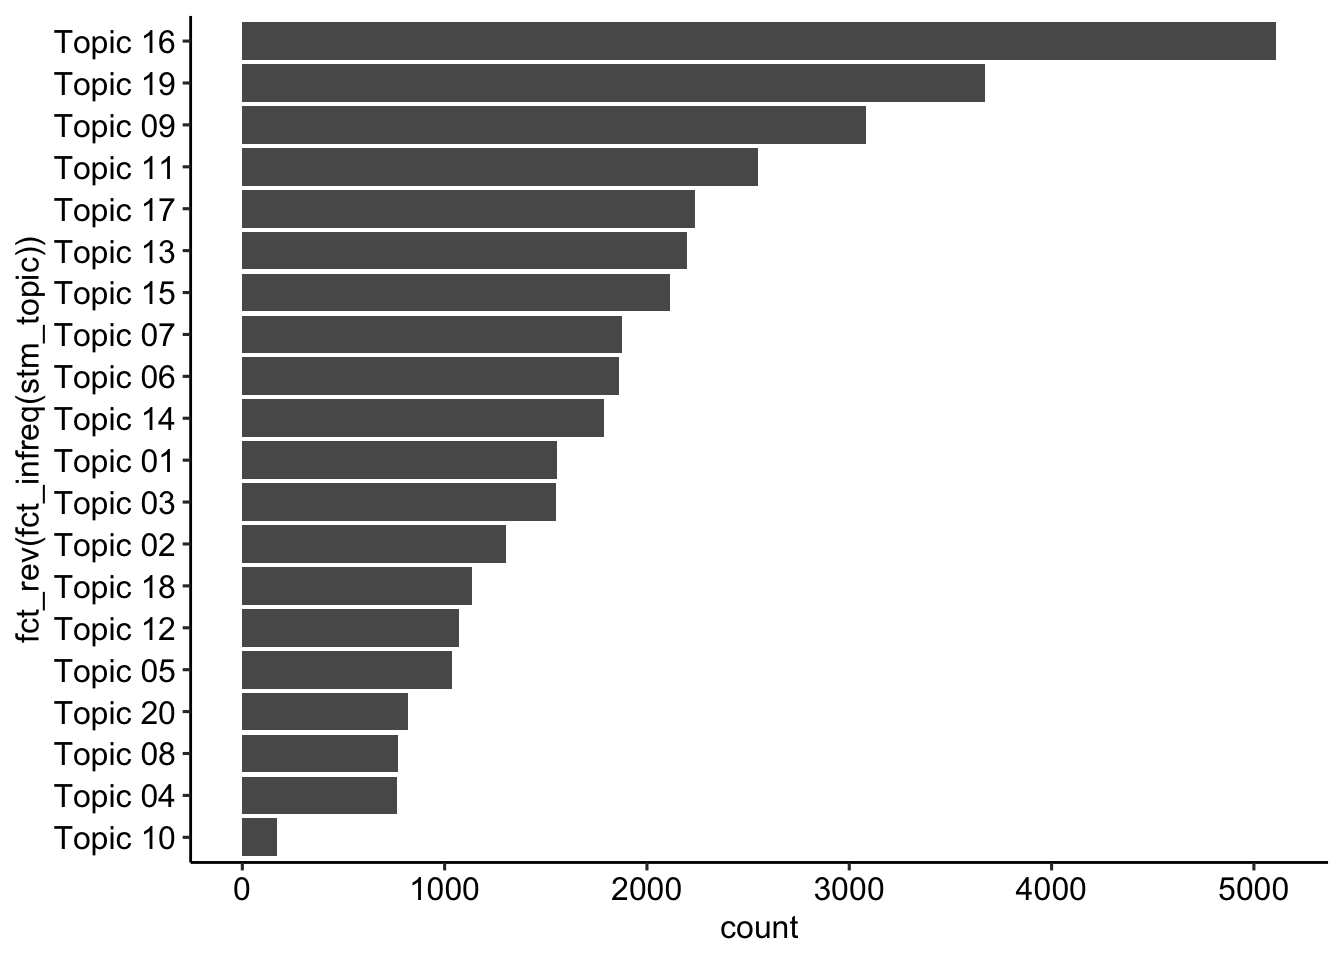 fct_rev(fct_infreq(stm_topic))
Topic 16
Topic 19
Topic 09
Topic 11
Topic 17
Topic 13
Topic 15
Topic 07
Topic 06
Topic 14
Topic 01
Topic 03
Topic 02
Topic 18
Topic 12
Topic 05
Topic 20
Topic 08
Topic 04
Topic 10
0 1000 2000 3000 4000 5000
count